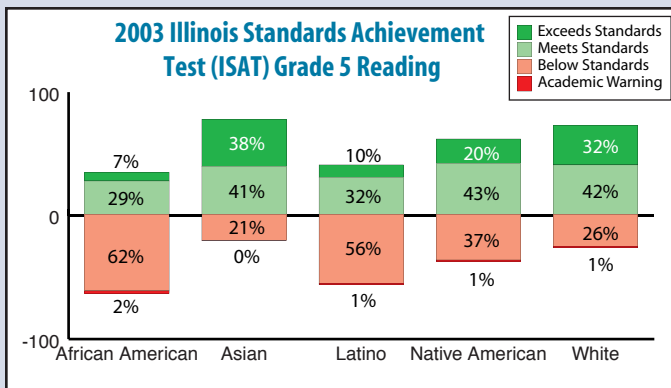 2003 Illinois Standards Achievement
Test (ISAT) Grade 5 Reading
Exceeds Standards
Meets Standards
Below Standards
Academic Warning
100
0
-100
7%
29%
62%
2%
38%
41%
21%
0%
10%
32%
56%
1%
20%
43%
37%
1%
32%
42%
26%
1%
African American
Asian
Latino
Native American
White